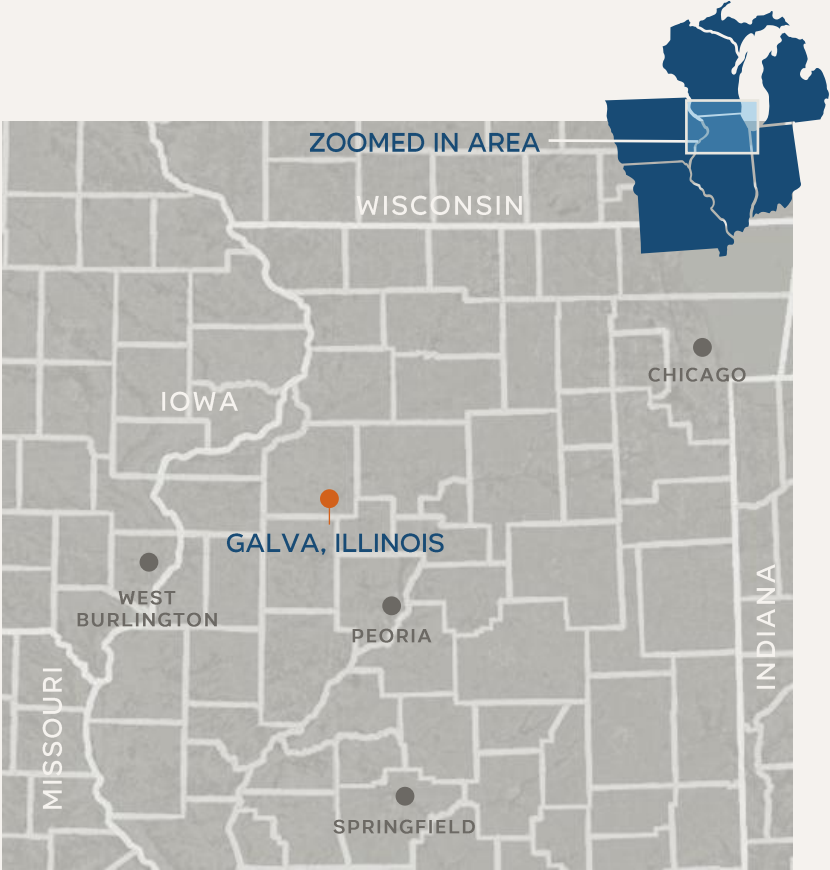 ZOOMED IN AREA
WISCONSIN
CHICAGO
IOWA
GALVA, ILLINOIS
WEST
BURLINGTON
PEORIA
INDIANA
MISSOURI
SPRINGFIELD